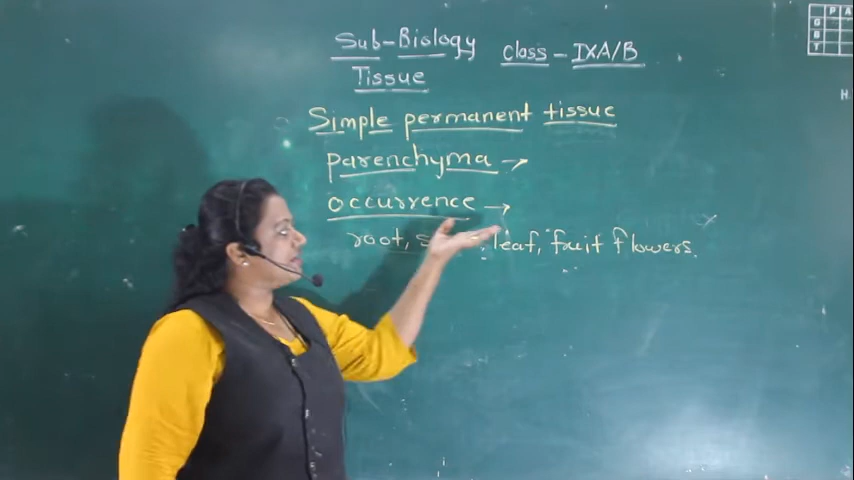 Sub-Biology Class - IXA/B
Tissue
Simple permanent tissue
parenchyma →
occurrence →
root, leaf, fruit flowers.
P A
G
B
T
H